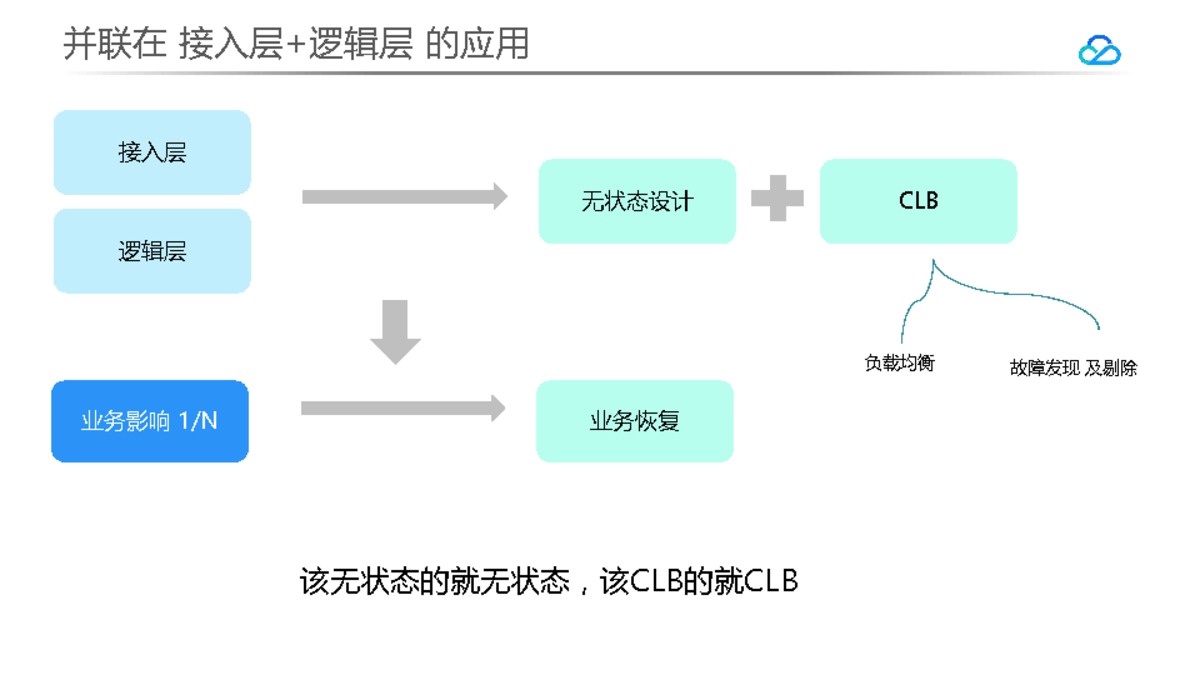 并联在 接入层+逻辑层 的应用
接入层
逻辑层
无状态设计
CLB
负载均衡
故障发现 及剔除
业务影响 1/N
业务恢复
该无状态的就无状态，该CLB的就CLB